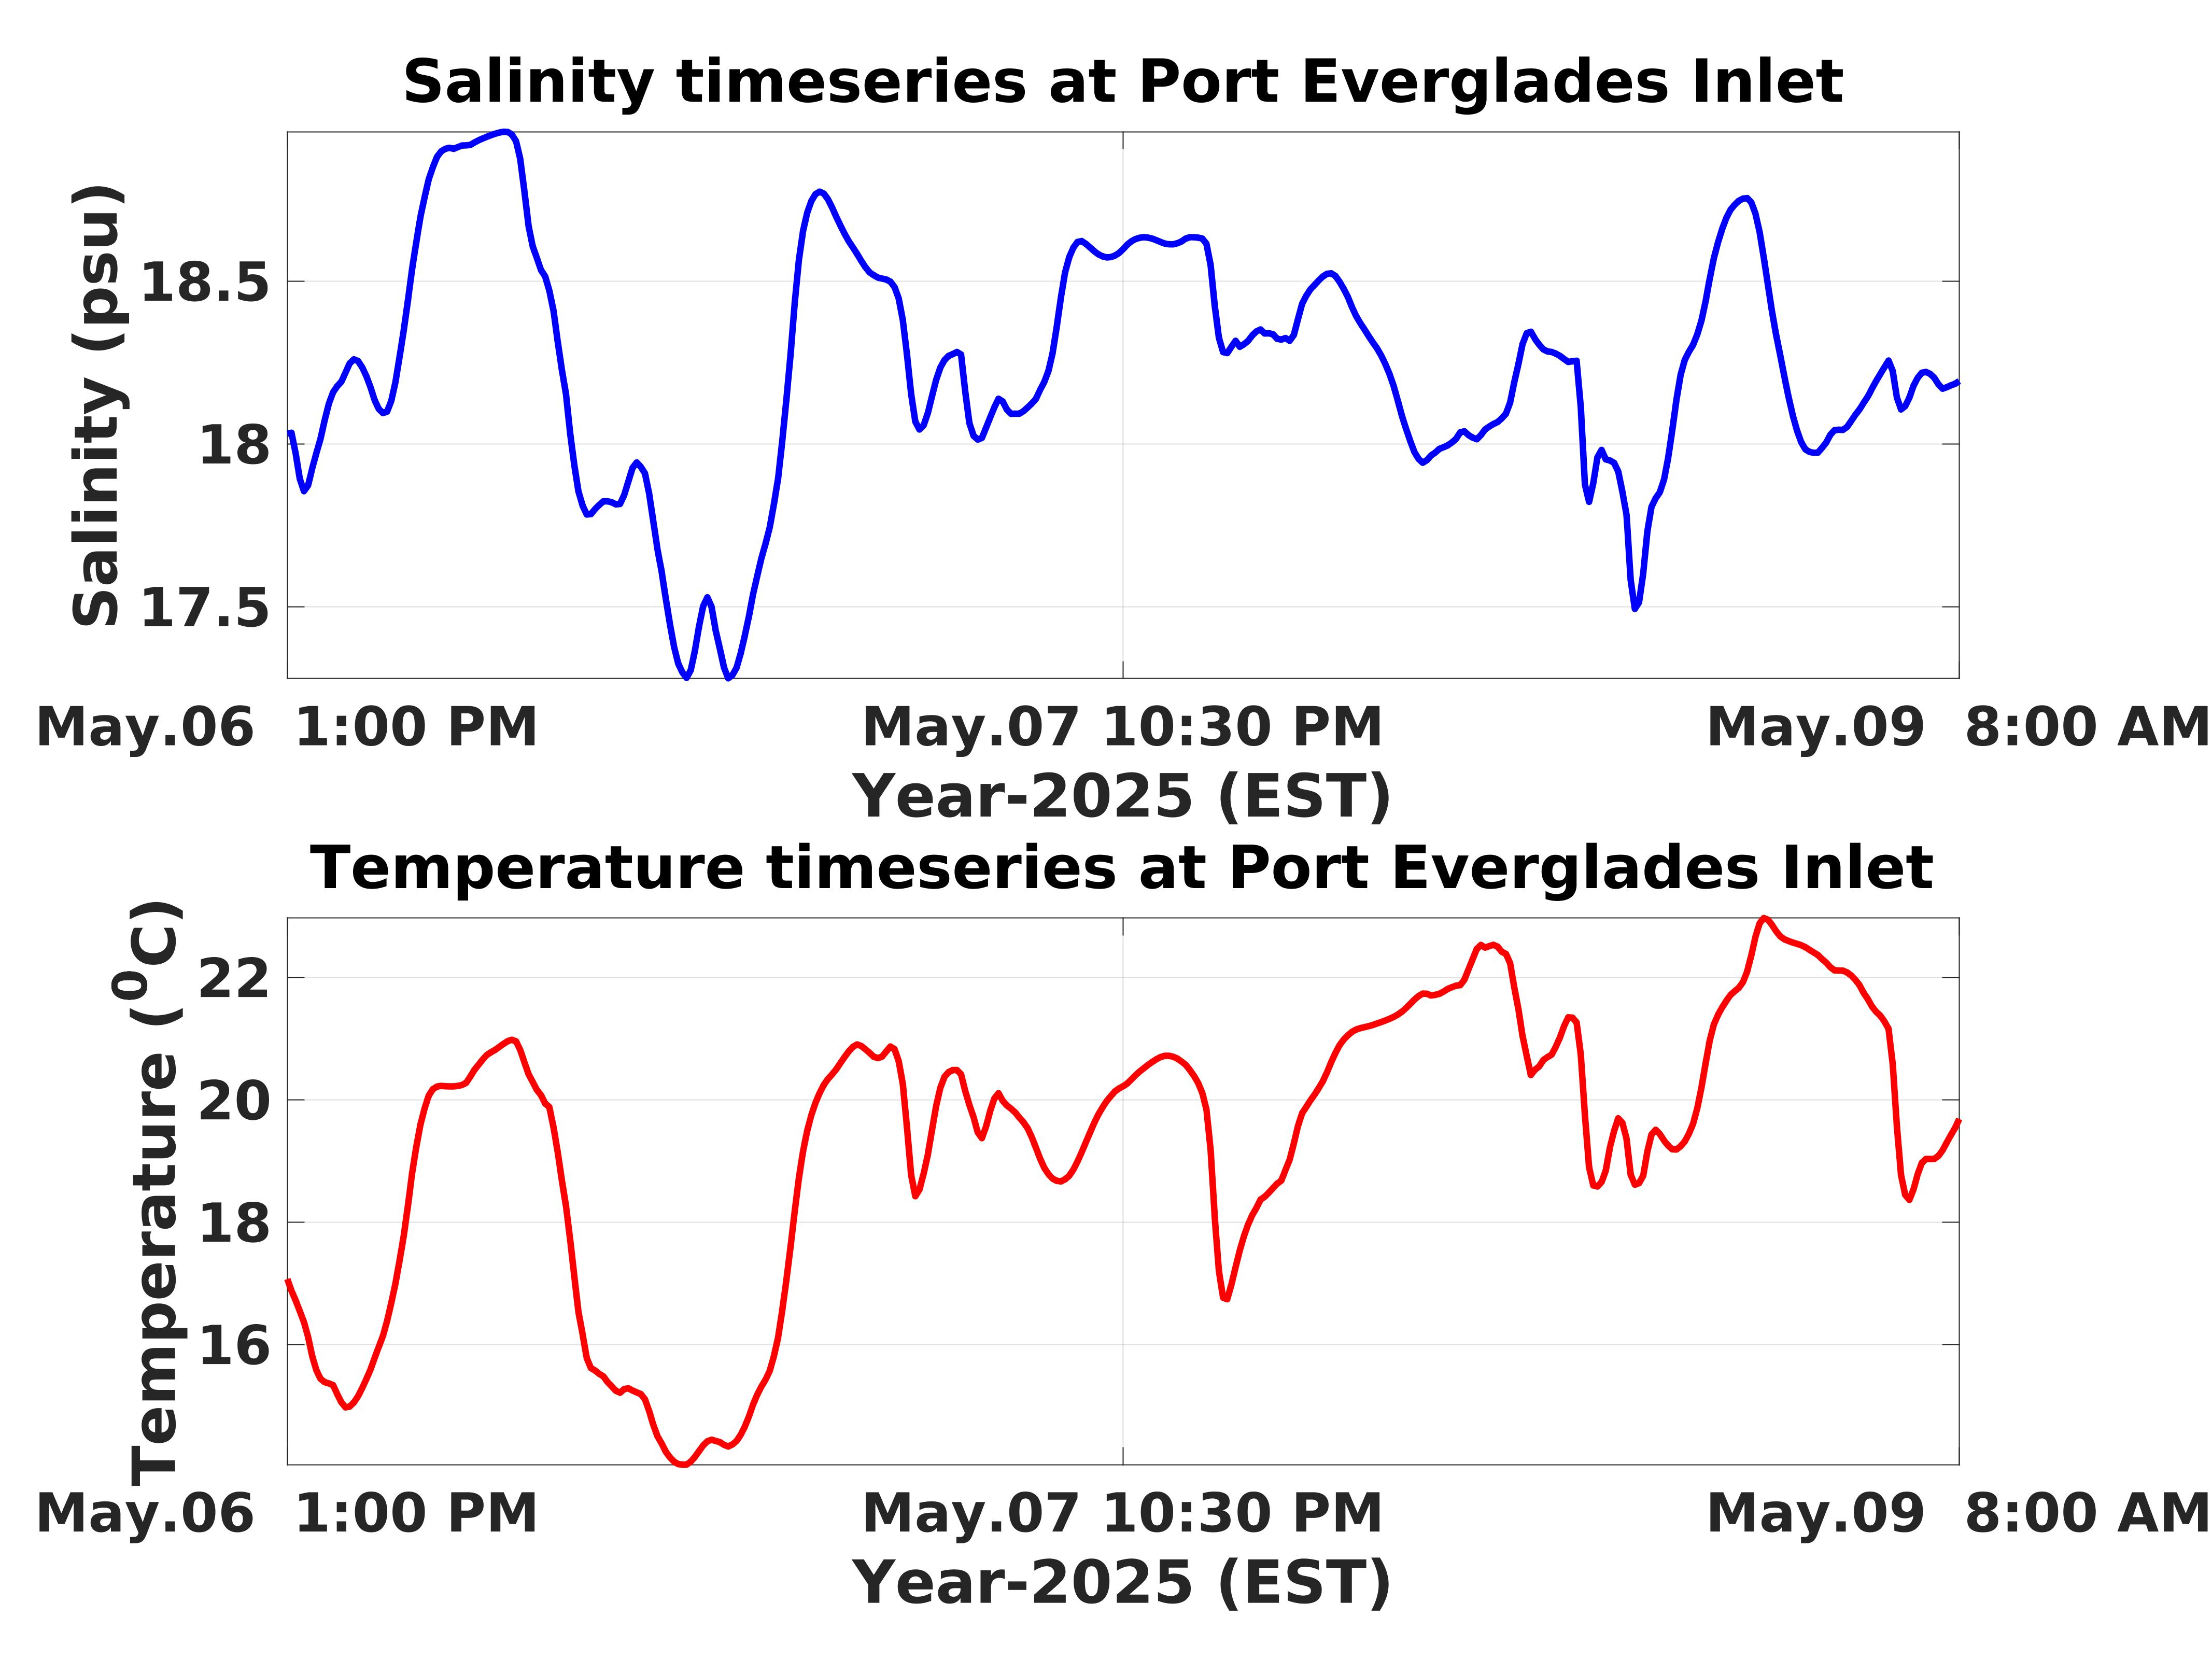 Salinity timeseries at Port Everglades Inlet
Salinity (psu)
18.5
18
17.5
May.06  1:00 PM
May.07 10:30 PM
May.09  8:00 AM
Year-2025 (EST)
Temperature timeseries at Port Everglades Inlet
Temperature (⁰C)
22
20
18
16
May.06  1:00 PM
May.07 10:30 PM
May.09  8:00 AM
Year-2025 (EST)